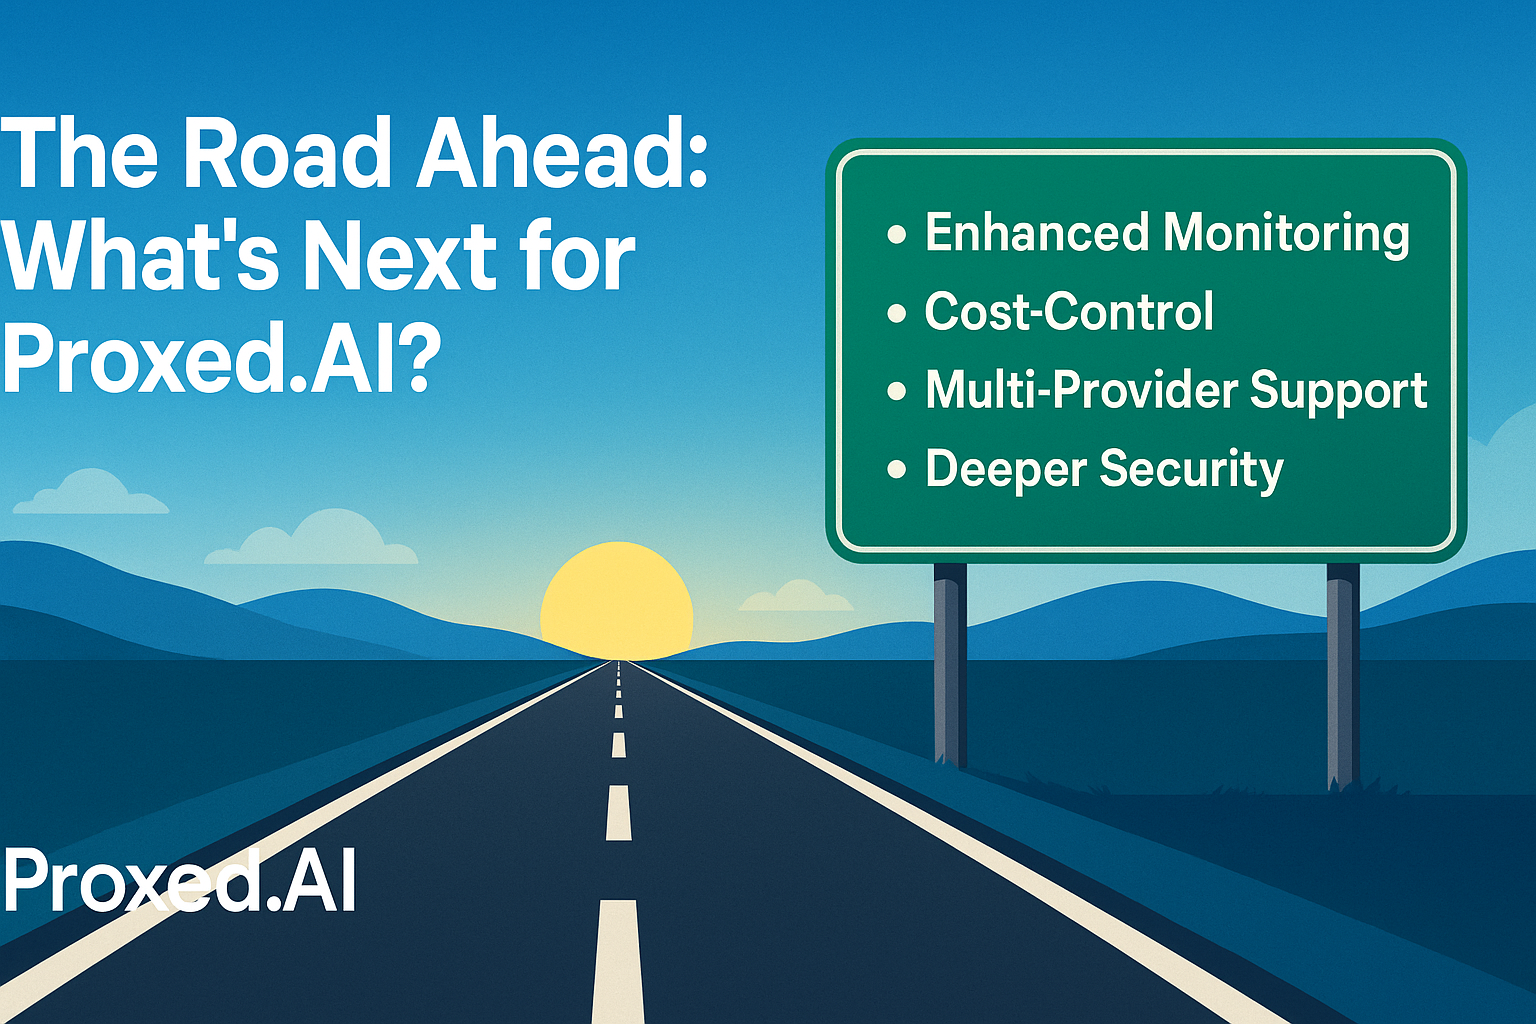 The Road Ahead:
What's Next for
Proxed.AI?
• Enhanced Monitoring
• Cost-Control
• Multi-Provider Support
• Deeper Security
Proxed.AI